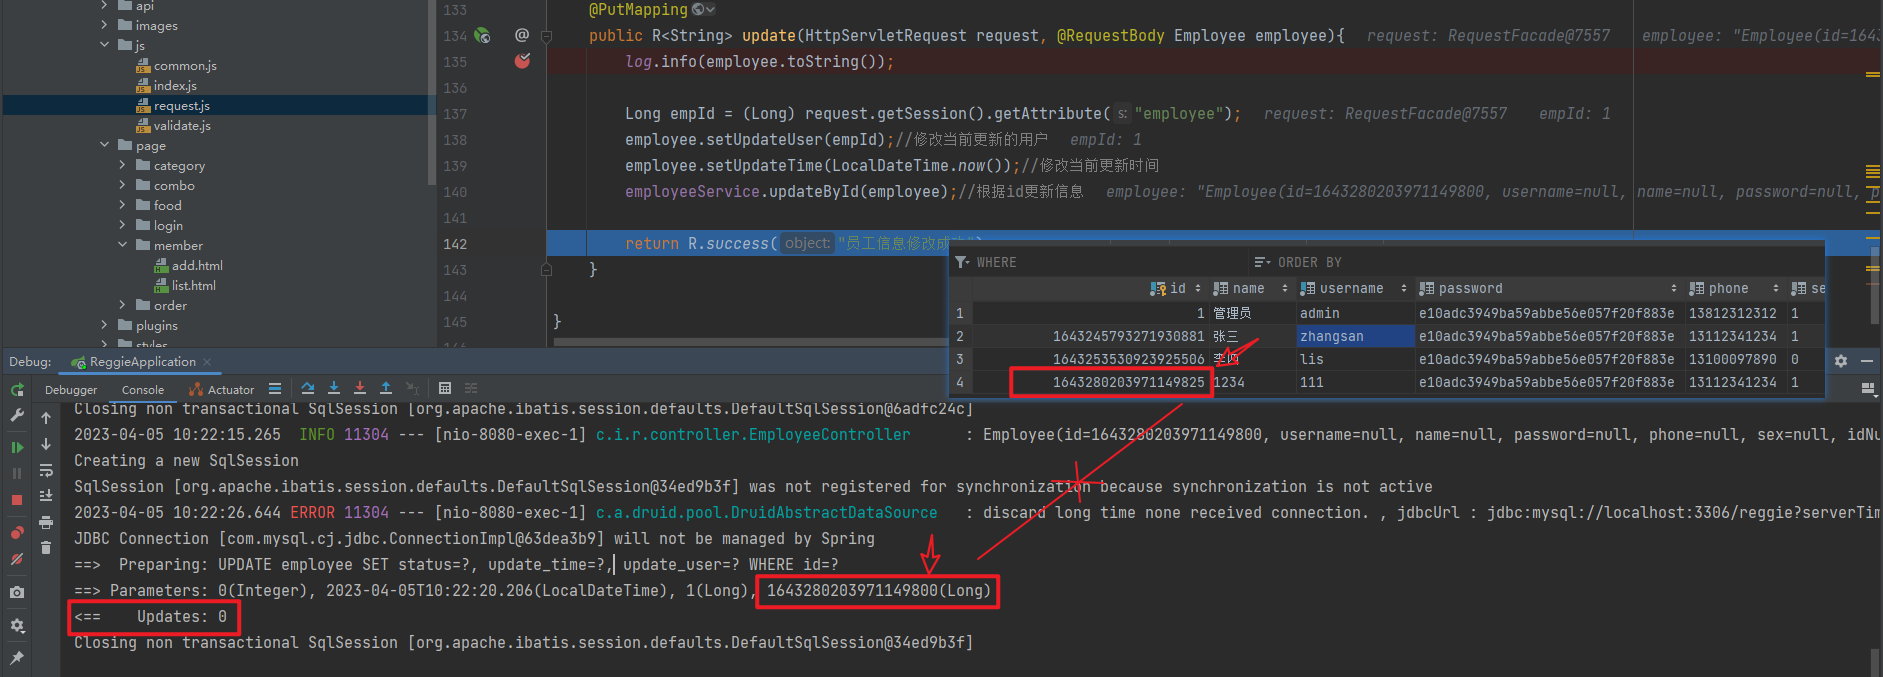 api
images
js
common.js
index.js
request.js
validate.js
page
category
combo
food
login
member
add.html
list.html
order
plugins
styles
133 @PutMapping
134 @ public R<String> update(HttpServletRequest request, @RequestBody Employee employee){ request: RequestFacade@7557 employee: "Employee(id=1643
135 log.info(employee.toString());
136
137 Long empId = (Long) request.getSession().getAttribute( s: "employee"); request: RequestFacade@7557 empId: 1
138 employee.setUpdateUser(empId);//修改当前更新的用户 empId: 1
139 employee.setUpdateTime(LocalDateTime.now());//修改当前更新时间
140 employeeService.updateById(employee);//根据id更新信息 employee: "Employee(id=1643280203971149800, username=null, name=null, password=null, p
141
142 return R.success( object: "员工信息修改成功")
143 }
144
145 }
146
WHERE ORDER BY
id name username password phone se
1 1 管理员 admin e10adc3949ba59abbe56e057f20f883e 13812312312 1
2 1643245793271930881 张三 zhangsan e10adc3949ba59abbe56e057f20f883e 13112341234 1
3 1643253530923925506 李四 lis e10adc3949ba59abbe56e057f20f883e 13100097890 0
4 1643280203971149825 1234 111 e10adc3949ba59abbe56e057f20f883e 13112341234 1
Debug: ReggieApplication
Debugger Console Actuator
Closing non transactional SqlSession [org.apache.ibatis.session.defaults.DefaultSqlSession@6adfc24c]
2023-04-05 10:22:15.265 INFO 11304 --- [nio-8080-exec-1] c.i.r.controller.EmployeeController : Employee(id=1643280203971149800, username=null, name=null, password=null, phone=null, sex=null, idNu
Creating a new SqlSession
SqlSession [org.apache.ibatis.session.defaults.DefaultSqlSession@34ed9b3f] was not registered for synchronization because synchronization is not active
2023-04-05 10:22:26.644 ERROR 11304 --- [nio-8080-exec-1] c.a.druid.pool.DruidAbstractDataSource : discard long time none received connection. , jdbcUrl : jdbc:mysql://localhost:3306/reggie?serverTim
JDBC Connection [com.mysql.cj.jdbc.ConnectionImpl@63dea3b9] will not be managed by Spring
==> Preparing: UPDATE employee SET status=?, update_time=?, update_user=? WHERE id=?
==> Parameters: 0(Integer), 2023-04-05T10:22:20.206(LocalDateTime), 1(Long), 1643280203971149800(Long)
<== Updates: 0
Closing non transactional SqlSession [org.apache.ibatis.session.defaults.DefaultSqlSession@34ed9b3f]